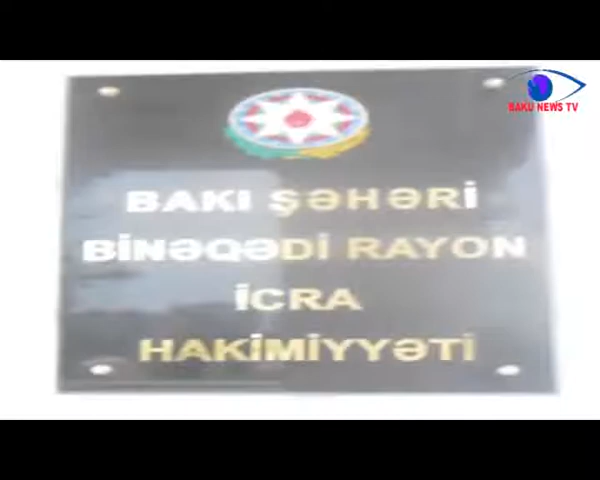 BAKU NEWS TV
BAKI ŞƏHƏRİ
BİNƏQƏDİ RAYON
İCRA
HAKİMİYYƏTİ